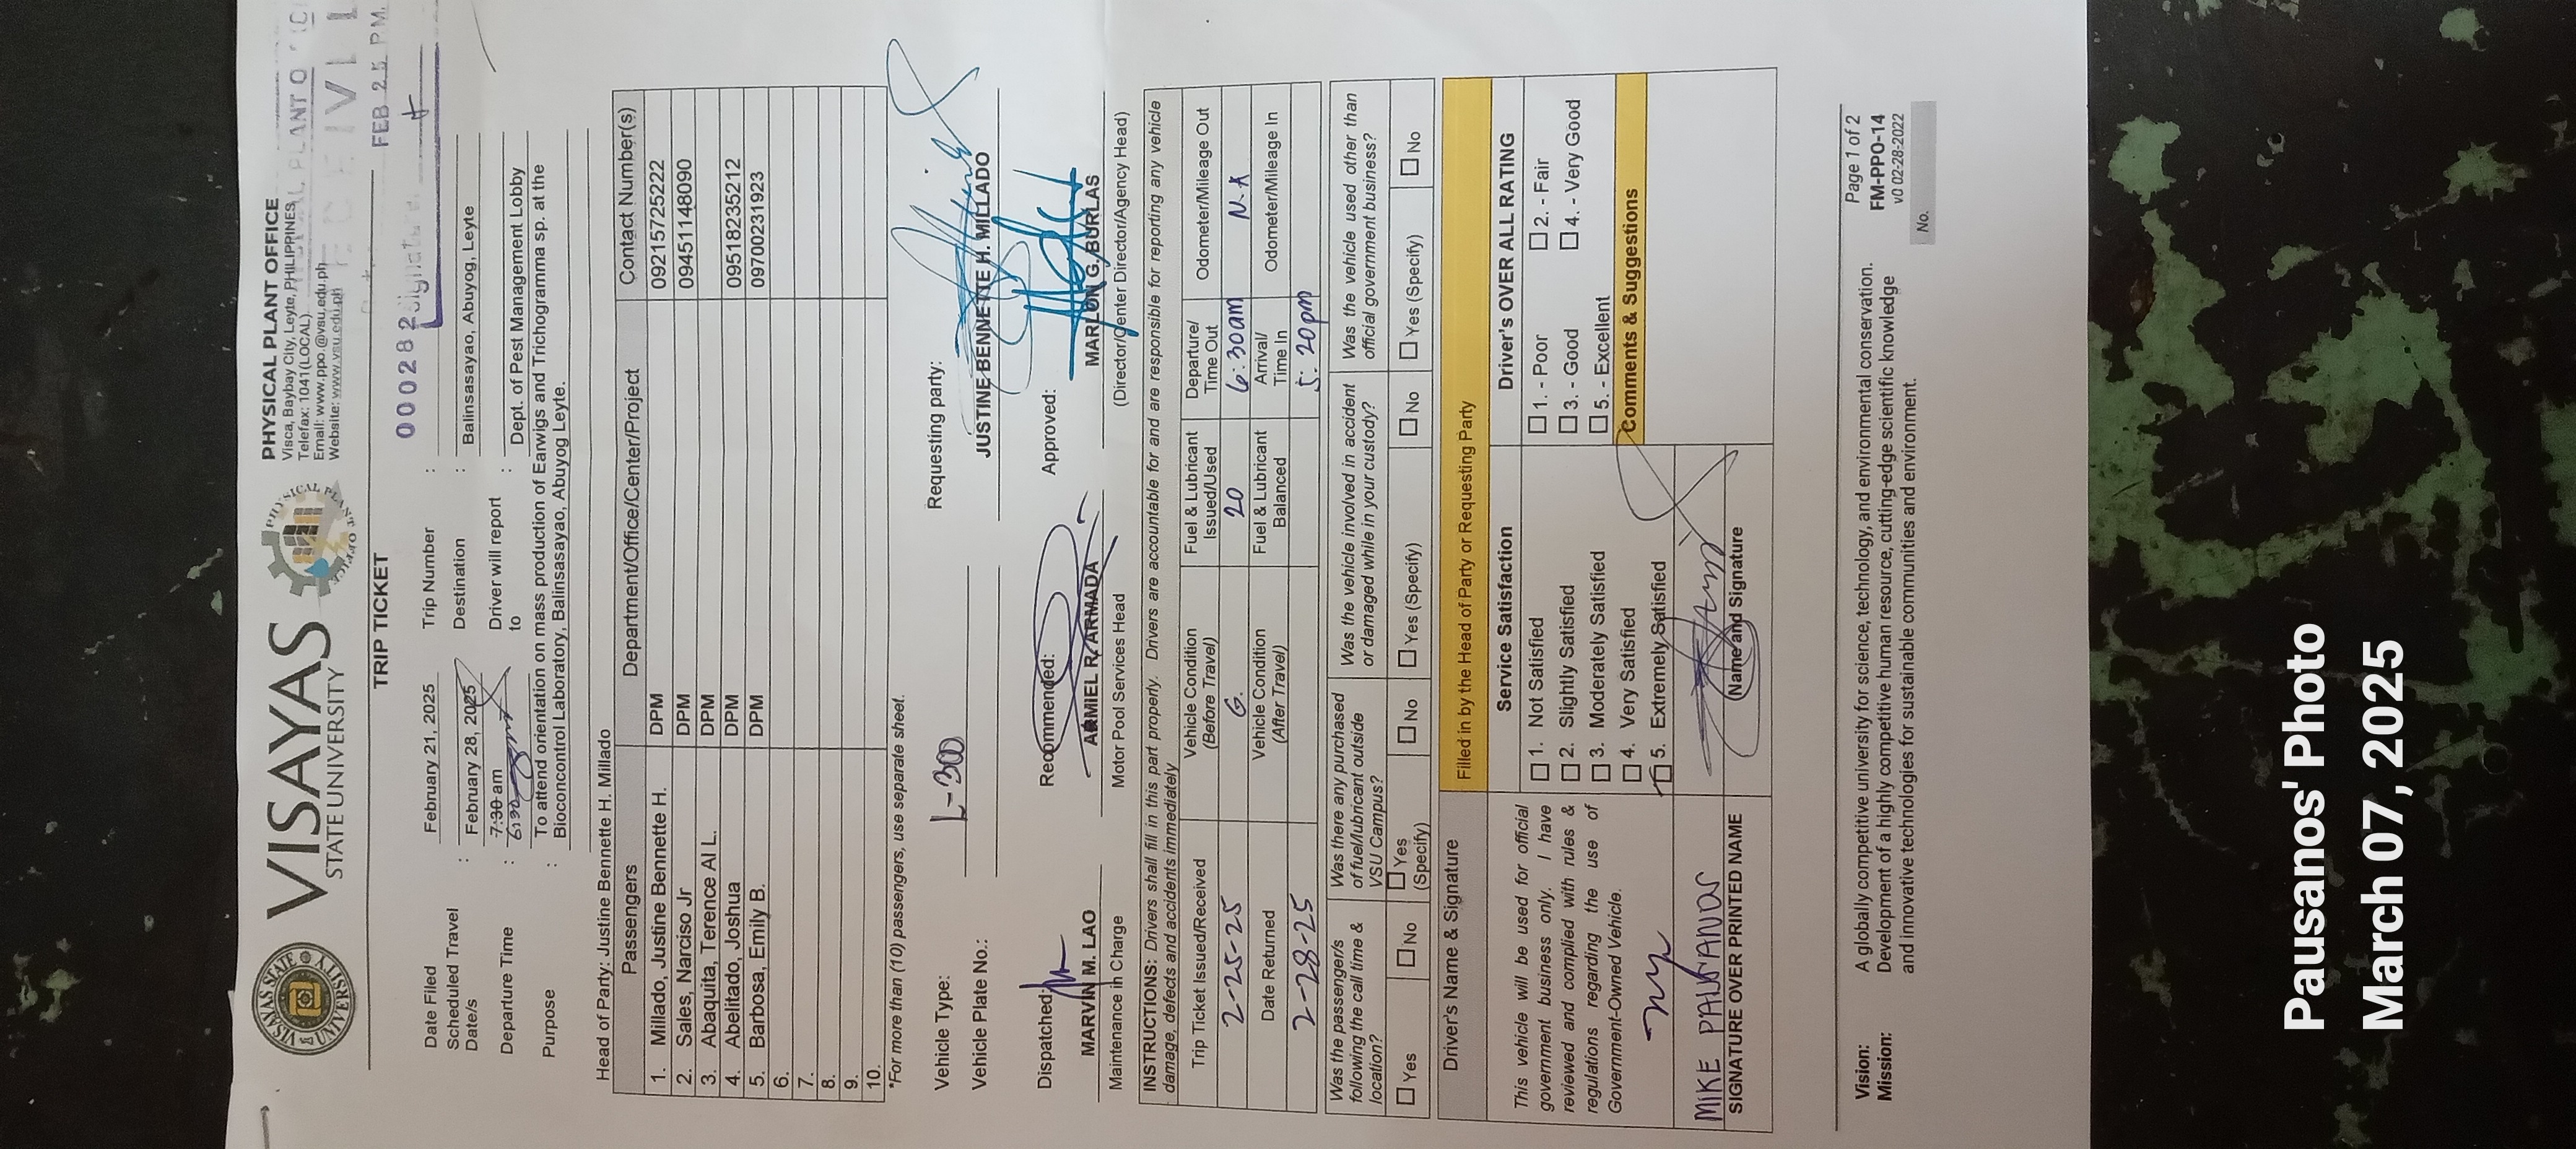 VISAYAS STATE UNIVERSITY
VISAYAS
STATE UNIVERSITY
PHYSICAL PLANT OFFICE
PHYSICAL PLANT OFFICE
Visca, Baybay City, Leyte, PHILIPPINES
Telefax: 1041(LOCAL)
Email: www.ppo.@vsu.edu.ph
Website: www.vsu.edu.ph
FEB 25 PM
TRIP TICKET
Date Filed February 21, 2025 Trip Number : 000282
Scheduled Travel Date/s : February 28, 2025 Destination : Balinsasayao, Abuyog, Leyte
Departure Time : 7:30 am 6:30 Driver will report to : Dept. of Pest Management Lobby
Purpose : To attend orientation on mass production of Earwigs and Trichogramma sp. at the
Bioconcontrol Laboratory, Balinsasayao, Abuyog Leyte.
Head of Party: Justine Bennette H. Millado
Passengers Department/Office/Center/Project Contact Number(s)
1. Millado, Justine Bennette H. DPM 09215725222
2. Sales, Narciso Jr DPM 09451148090
3. Abaquita, Terence Al L. DPM
4. Abelitado, Joshua DPM 09518235212
5. Barbosa, Emily B. DPM 09700231923
6.
7.
8.
9.
10.
*For more than (10) passengers, use separate sheet.
Vehicle Type: L-300 Requesting party:
Vehicle Plate No.: JUSTINE BENNETTE H. MILLADO
Dispatched: Recommended: Approved:
MARVIN M. LAO ARMIEL R. ARMADA MARLON G. BURLAS
Maintenance in Charge Motor Pool Services Head (Director/Center Director/Agency Head)
INSTRUCTIONS: Drivers shall fill in this part properly. Drivers are accountable for and are responsible for reporting any vehicle
damage, defects and accidents immediately
Trip Ticket Issued/Received Vehicle Condition (Before Travel) Fuel & Lubricant Issued/Used Departure/ Time Out Odometer/Mileage Out
2-25-25 G. 20 6:30am N.A
Date Returned Vehicle Condition (After Travel) Fuel & Lubricant Balanced Arrival/ Time In Odometer/Mileage In
2-28-25 5:20pm
Was the passenger/s following the call time & location? Was there any purchased of fuel/lubricant outside VSU Campus? Was the vehicle involved in accident or damaged while in your custody? Was the vehicle used other than official government business?
Yes No Yes (Specify) No Yes (Specify) No Yes (Specify) No
Driver's Name & Signature Filled in by the Head of Party or Requesting Party
This vehicle will be used for official
government business only. I have
reviewed and complied with rules &
regulations regarding the use of
Government-Owned Vehicle.
MIKE PAUSANOS
SIGNATURE OVER PRINTED NAME
Service Satisfaction
1. Not Satisfied
2. Slightly Satisfied
3. Moderately Satisfied
4. Very Satisfied
5. Extremely Satisfied
Name and Signature
Driver's OVER ALL RATING
1. - Poor 2. - Fair
3. - Good 4. - Very Good
5. - Excellent
Comments & Suggestions
Vision: A globally competitive university for science, technology, and environmental conservation.
Mission: Development of a highly competitive human resource, cutting-edge scientific knowledge
and innovative technologies for sustainable communities and environment.
Page 1 of 2
FM-PPO-14
v0 02-28-2022
No.
Pausanos' Photo
March 07, 2025